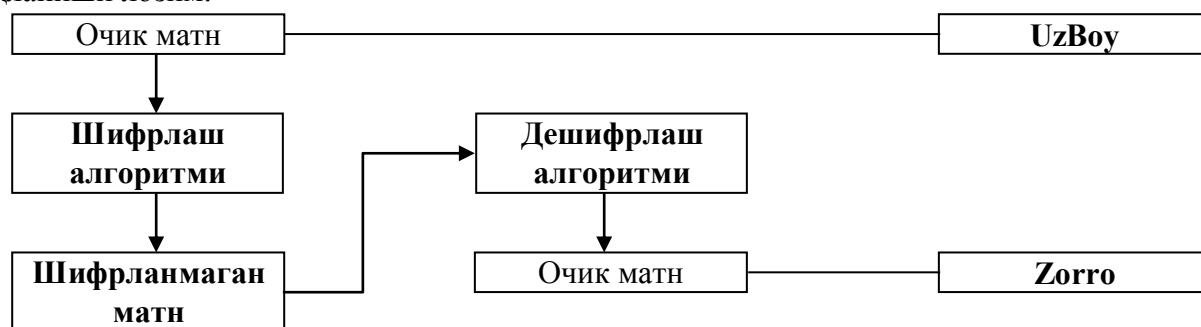 Очик матн
UzBoy
Шифрлаш
алгоритми
Дешифрлаш
алгоритми
Шифрланмаган
матн
Очик матн
Zorro